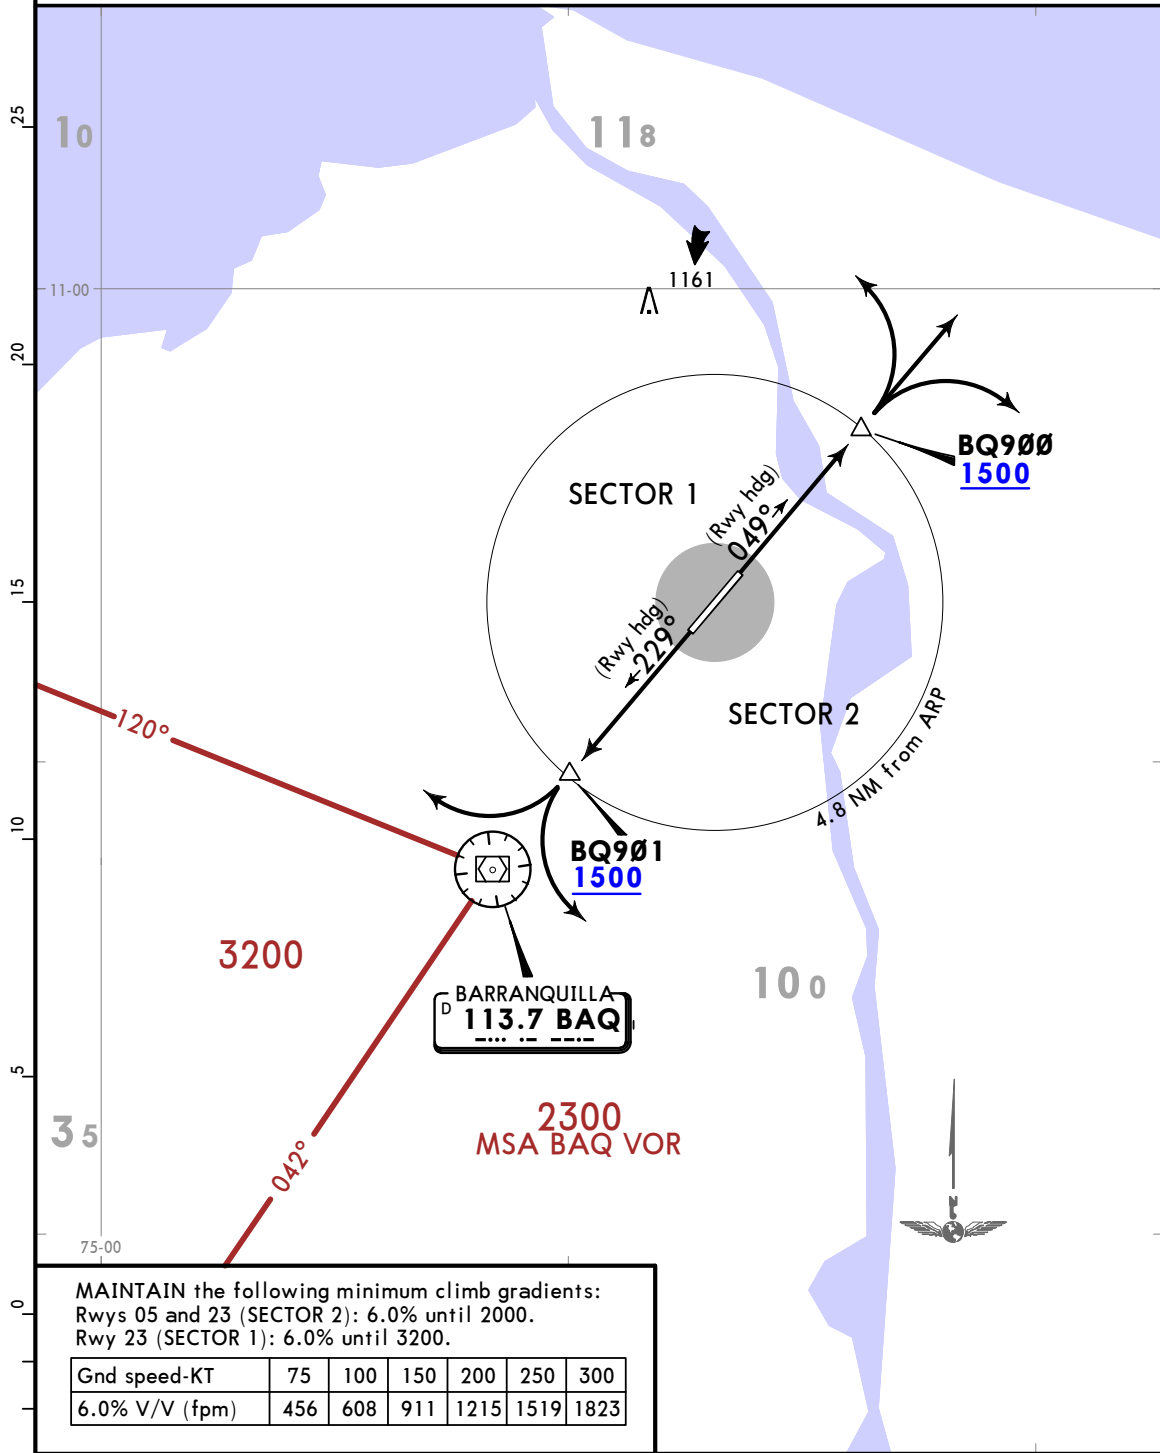 25
10
118
1161
11-00
20
BQ9ØØ
1500
SECTOR 1
(Rwy hdg)
049°
15
(Rwy hdg)
229°
SECTOR 2
120°
4.8 NM from ARP
10
BQ9Ø1
1500
3200
BARRANQUILLA
D 113.7 BAQ
100
5
2300
MSA BAQ VOR
35
042°
N
75-00
0
MAINTAIN the following minimum climb gradients:
Rwys 05 and 23 (SECTOR 2): 6.0% until 2000.
Rwy 23 (SECTOR 1): 6.0% until 3200.
Gnd speed-KT 75 100 150 200 250 300
6.0% V/V (fpm) 456 608 911 1215 1519 1823